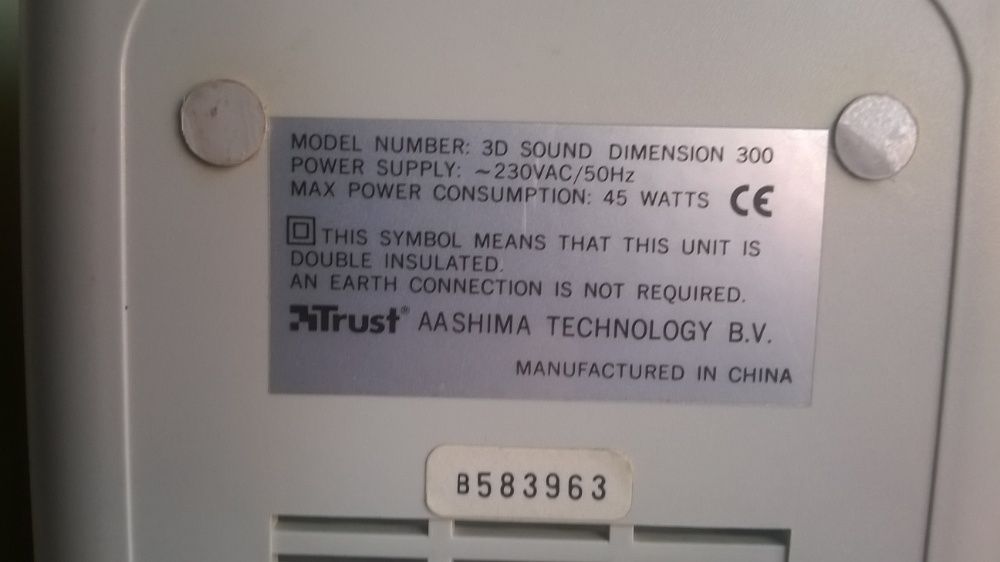 MODEL NUMBER: 3D SOUND DIMENSION 300
POWER SUPPLY: ~230VAC/50Hz
MAX POWER CONSUMPTION: 45 WATTS CE
THIS SYMBOL MEANS THAT THIS UNIT IS
DOUBLE INSULATED.
AN EARTH CONNECTION IS NOT REQUIRED.
Trust® AASHIMA TECHNOLOGY B.V.
MANUFACTURED IN CHINA
B583963